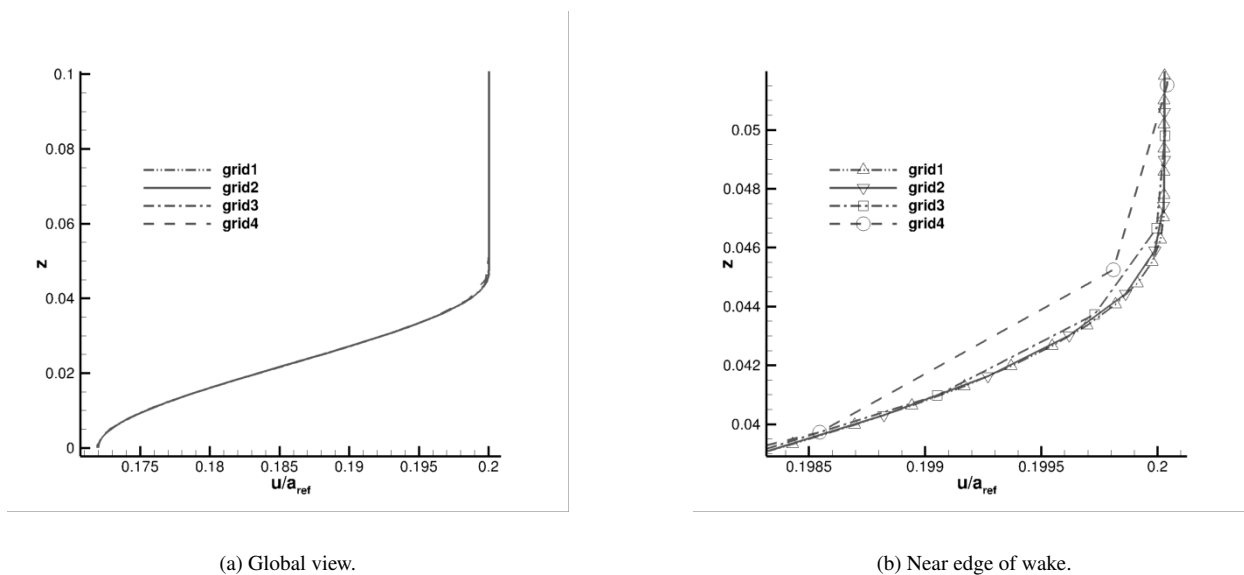 0.1
0.08
0.06
z
0.04
0.02
0
0.175
0.18
0.185
0.19
0.195
0.2
u/a_ref
grid1
grid2
grid3
grid4
(a) Global view.
0.05
0.048
0.046
z
0.044
0.042
0.04
0.1985
0.199
0.1995
0.2
u/a_ref
grid1
grid2
grid3
grid4
(b) Near edge of wake.